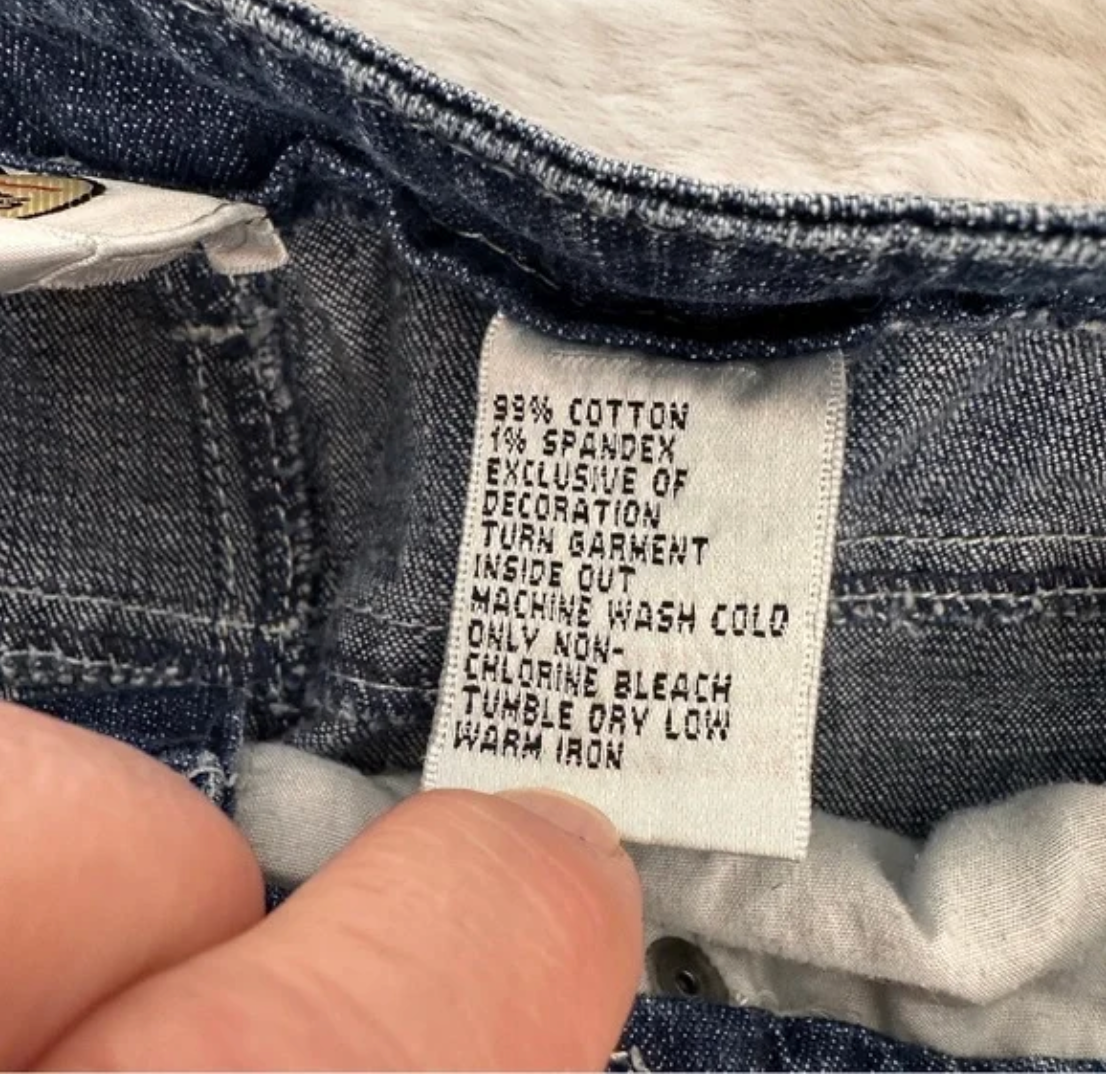 99% COTTON
1% SPANDEX
EXCLUSIVE OF
DECORATION
TURN GARMENT
INSIDE OUT
MACHINE WASH COLD
ONLY NON-
CHLORINE BLEACH
TUMBLE DRY LOW
WARM IRON